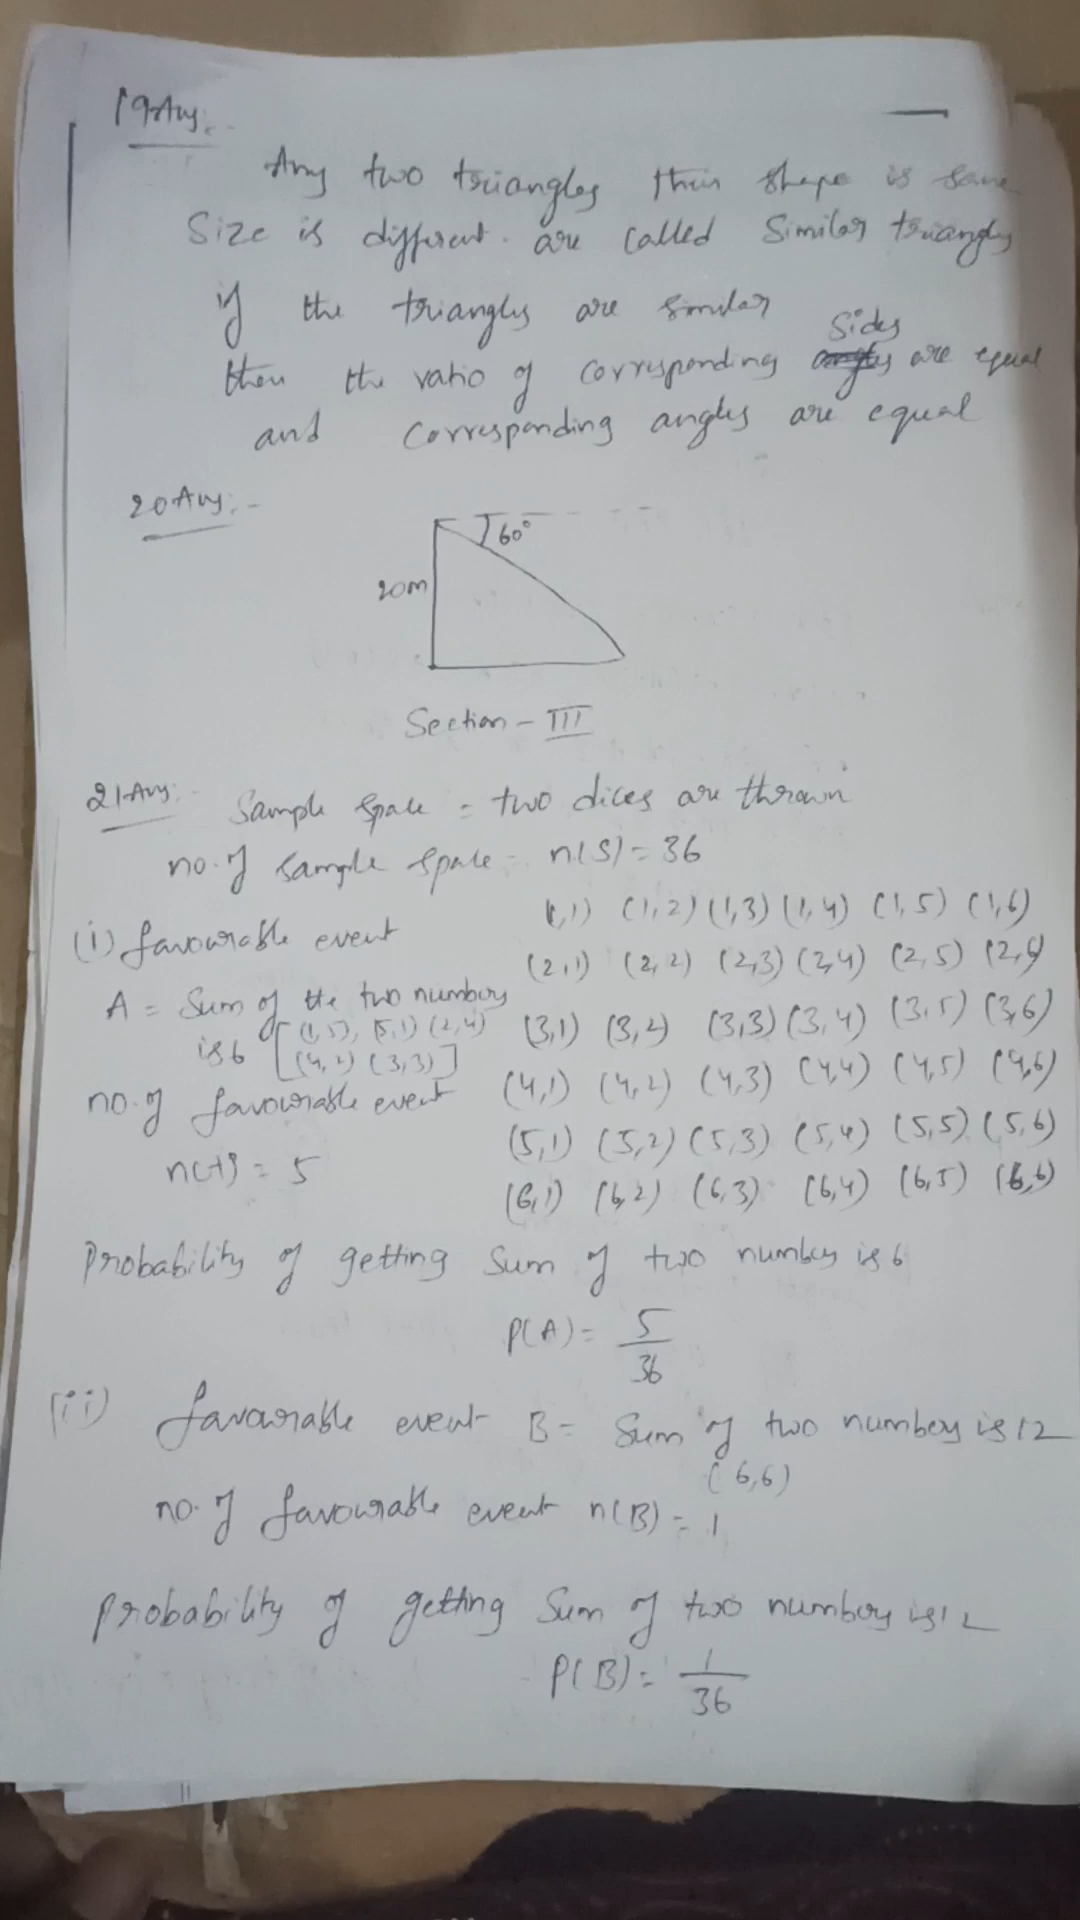 19 Ans:-
Any two triangles their shape is same
Size is different. are called Similar triangles
if the triangles are similar
Sides
then the ratio of corresponding are equal
and corresponding angles are equal
20 Ans:-
60°
20m
Section - III
21 Ans:- Sample space = two dices are thrown
no. of sample space = n(S) = 36
(1,1) (1,2) (1,3) (1,4) (1,5) (1,6)
(i) favourable event
(2,1) (2,2) (2,3) (2,4) (2,5) (2,6)
A = Sum of the two numbers
is 6 [(1,5), (5,1) (2,4)
(4,2) (3,3)]
(3,1) (3,2) (3,3) (3,4) (3,5) (3,6)
(4,1) (4,2) (4,3) (4,4) (4,5) (4,6)
no. of favourable event
(5,1) (5,2) (5,3) (5,4) (5,5) (5,6)
n(A) = 5
(6,1) (6,2) (6,3) (6,4) (6,5) (6,6)
Probability of getting Sum of two numbers is 6
P(A) = 5
36
(ii) favourable event B = Sum of two numbers is 12
(6,6)
no. of favourable event n(B) = 1
Probability of getting Sum of two numbers is 12
P(B) = 1
36